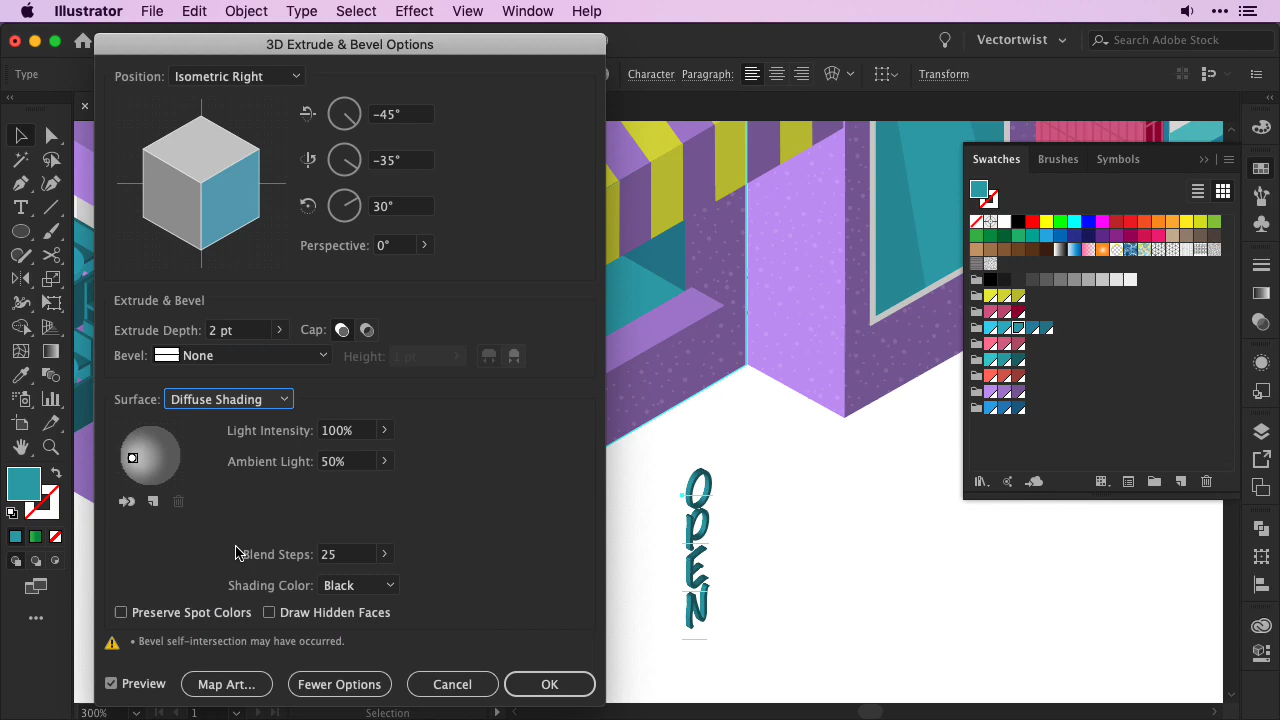 Illustrator File Edit Object Type Select Effect View Window Help
3D Extrude & Bevel Options
Vectortwist
Search Adobe Stock
Type
Character Paragraph: Transform
Position: Isometric Right
-45°
-35°
30°
Perspective: 0°
Swatches Brushes Symbols
Extrude & Bevel
Extrude Depth: 2 pt Cap:
Bevel: None Height: 1 pt
Surface: Diffuse Shading
Light Intensity: 100%
Ambient Light: 50%
Blend Steps: 25
Shading Color: Black
Preserve Spot Colors Draw Hidden Faces
• Bevel self-intersection may have occurred.
Preview Map Art... Fewer Options Cancel OK
OPEN
300% 1 Selection